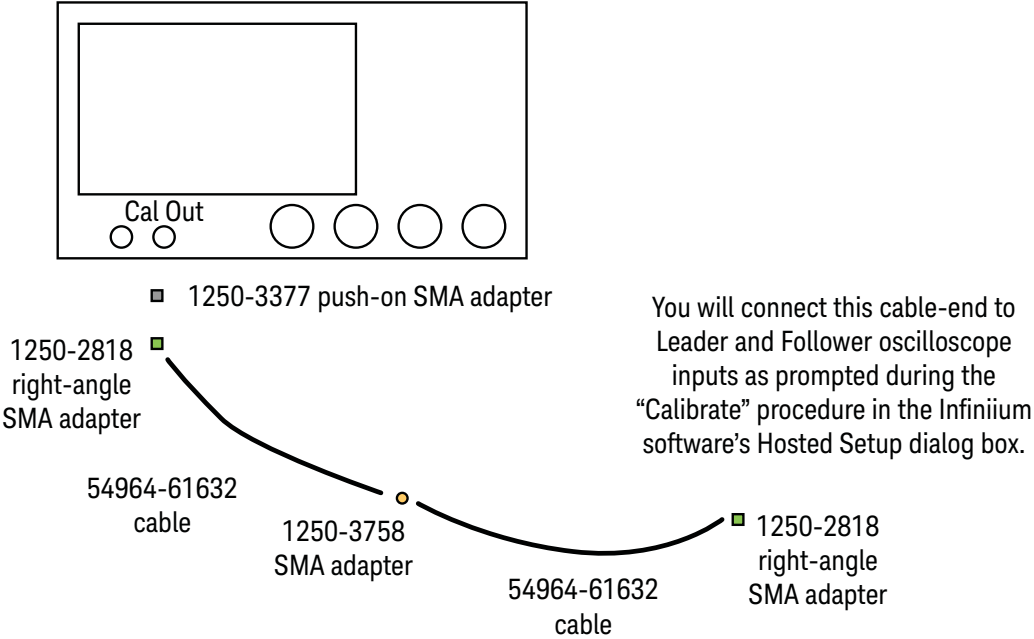 Cal Out
1250-3377 push-on SMA adapter
1250-2818
right-angle
SMA adapter
You will connect this cable-end to
Leader and Follower oscilloscope
inputs as prompted during the
“Calibrate” procedure in the Infiniium
software’s Hosted Setup dialog box.
54964-61632
cable
1250-3758
SMA adapter
54964-61632
cable
1250-2818
right-angle
SMA adapter